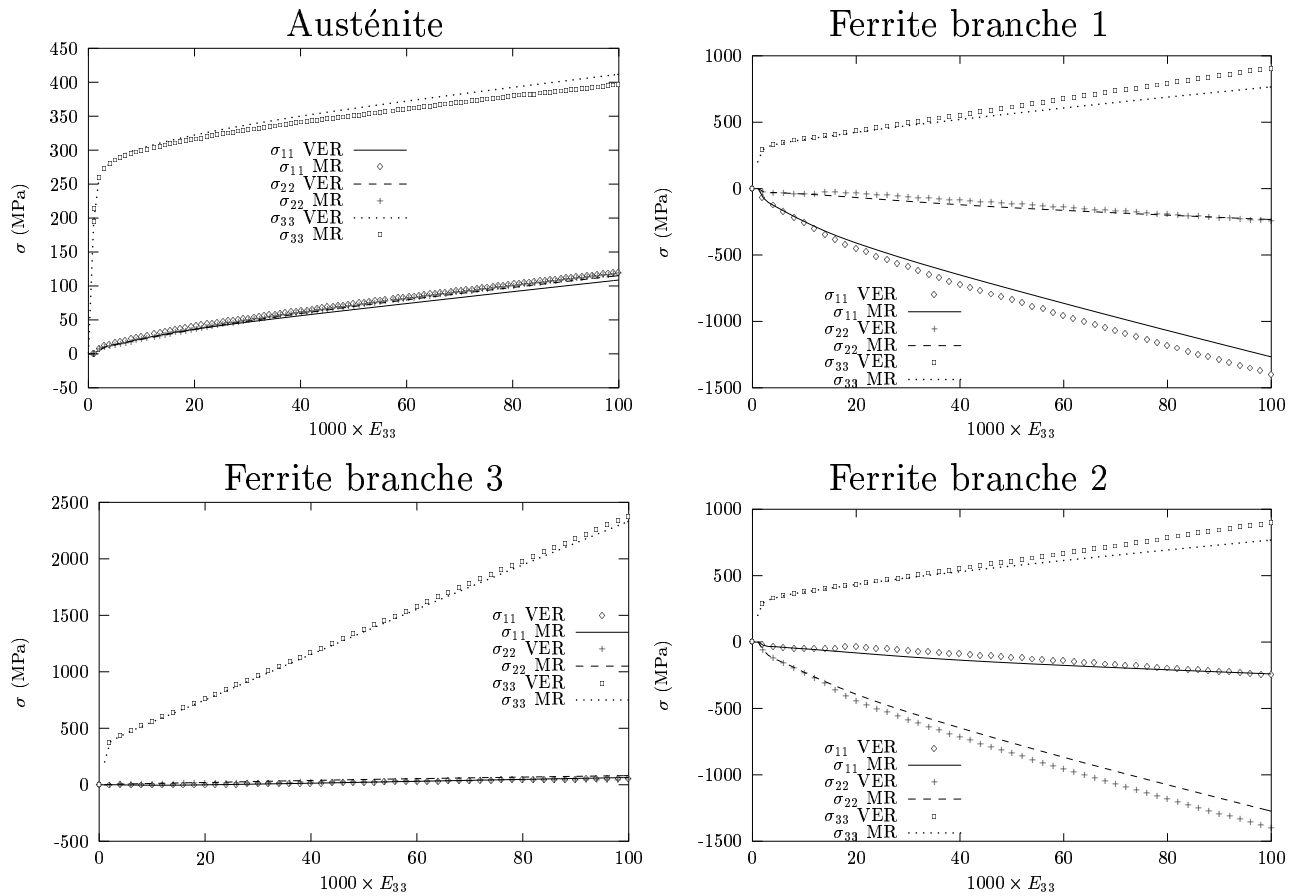 Austénite
450
400
350
300
250
200
150
100
50
0
-50
σ (MPa)
σ11 VER
σ11 MR
σ22 VER
σ22 MR
σ33 VER
σ33 MR
0 20 40 60 80 100
1000 × E33
Ferrite branche 1
1000
500
0
-500
-1000
-1500
σ (MPa)
σ11 VER
σ11 MR
σ22 VER
σ22 MR
σ33 VER
σ33 MR
0 20 40 60 80 100
1000 × E33
Ferrite branche 3
2500
2000
1500
1000
500
0
-500
σ (MPa)
σ11 VER
σ11 MR
σ22 VER
σ22 MR
σ33 VER
σ33 MR
0 20 40 60 80 100
1000 × E33
Ferrite branche 2
1000
500
0
-500
-1000
-1500
σ (MPa)
σ11 VER
σ11 MR
σ22 VER
σ22 MR
σ33 VER
σ33 MR
0 20 40 60 80 100
1000 × E33